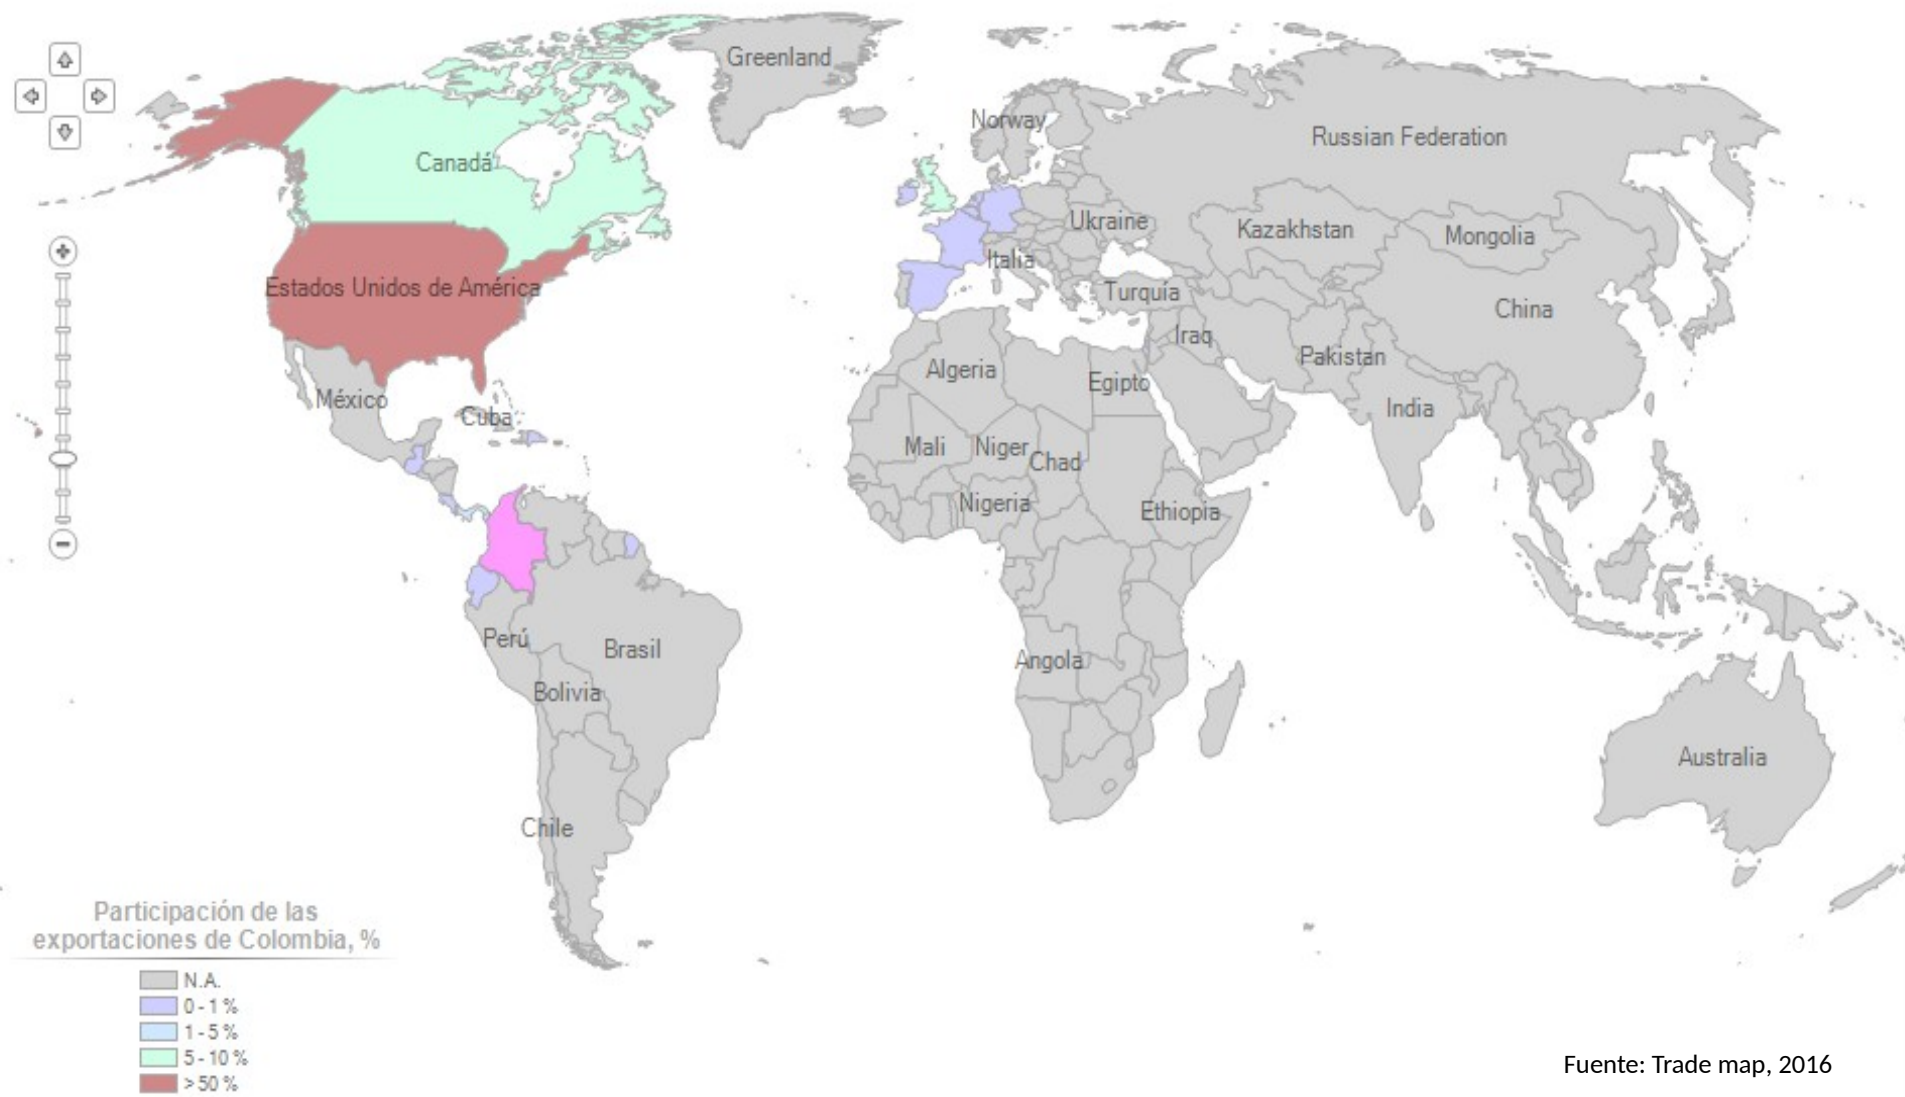 Greenland
Norway
Russian Federation
Canadá
Ukraine
Kazakhstan
Mongolia
Italia
Estados Unidos de América
Turquía
China
Iraq
Pakistan
Algeria
Egipto
México
India
Cuba
Mali
Niger
Chad
Nigeria
Ethiopia
Perú
Brasil
Angola
Bolivia
Australia
Chile
Participación de las
exportaciones de Colombia, %
N.A.
0 - 1 %
1 - 5 %
5 - 10 %
> 50 %
Fuente: Trade map, 2016